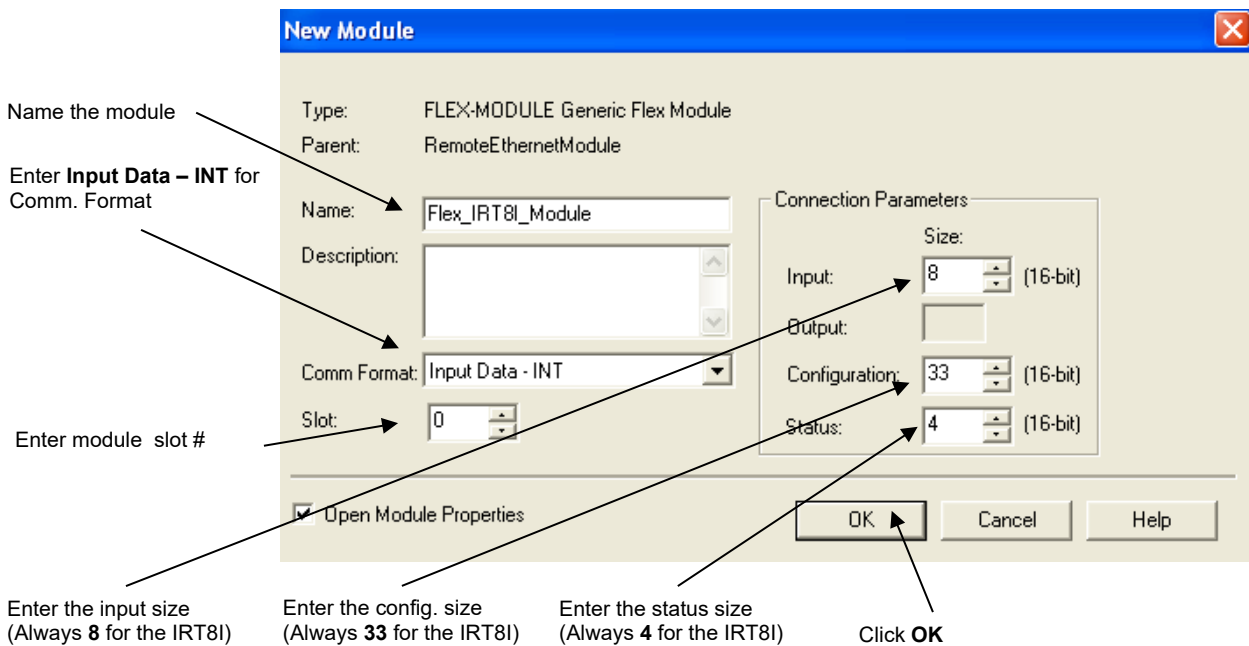 New Module
Name the module
Type: FLEX-MODULE Generic Flex Module
Parent: RemoteEthernetModule
Enter Input Data – INT for
Comm. Format
Name: Flex_IRT8I_Module
Description:
Comm Format: Input Data - INT
Slot: 0
Enter module slot #
Connection Parameters
Size:
Input: 8 (16-bit)
Output:
Configuration: 33 (16-bit)
Status: 4 (16-bit)
Open Module Properties
OK Cancel Help
Enter the input size
(Always 8 for the IRT8I)
Enter the config. size
(Always 33 for the IRT8I)
Enter the status size
(Always 4 for the IRT8I)
Click OK